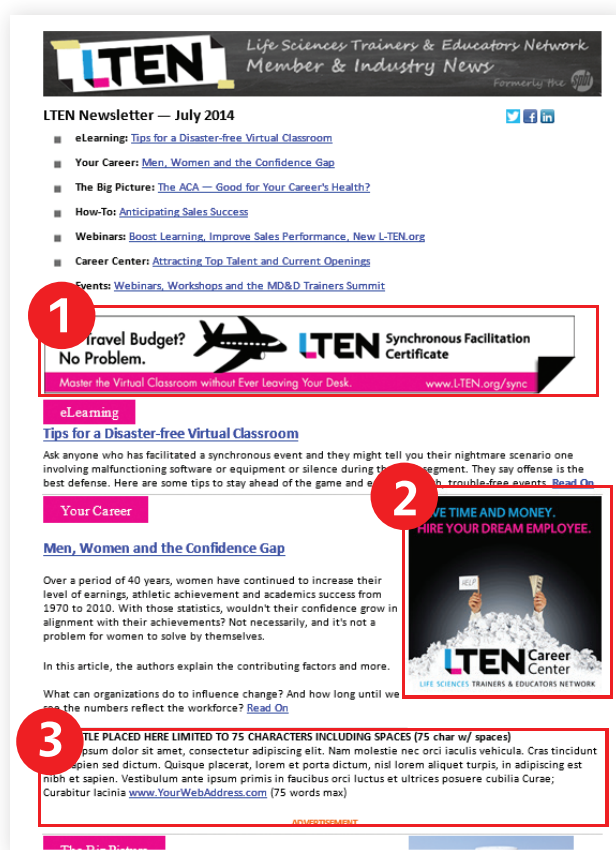 LTEN
Life Sciences Trainers & Educators Network
Member & Industry News
Formerly the
LTEN Newsletter — July 2014
eLearning: Tips for a Disaster-free Virtual Classroom
Your Career: Men, Women and the Confidence Gap
The Big Picture: The ACA — Good for Your Career's Health?
How-To: Anticipating Sales Success
Webinars: Boost Learning, Improve Sales Performance, New L-TEN.org
Career Center: Attracting Top Talent and Current Openings
Events: Webinars, Workshops and the MD&D Trainers Summit
1
Travel Budget?
No Problem.
LTEN Synchronous Facilitation
Certificate
Master the Virtual Classroom without Ever Leaving Your Desk. www.L-TEN.org/sync
eLearning
Tips for a Disaster-free Virtual Classroom
Ask anyone who has facilitated a synchronous event and they might tell you their nightmare scenario one
involving malfunctioning software or equipment or silence during segment. They say offense is the
best defense. Here are some tips to stay ahead of the game and trouble-free events. Read On
Your Career
2
TIME AND MONEY.
HIRE YOUR DREAM EMPLOYEE.
HELP
LTEN Career
Center
LIFE SCIENCES TRAINERS & EDUCATORS NETWORK
Men, Women and the Confidence Gap
Over a period of 40 years, women have continued to increase their
level of earnings, athletic achievement and academics success from
1970 to 2010. With those statistics, wouldn't their confidence grow in
alignment with their achievements? Not necessarily, and it's not a
problem for women to solve by themselves.
In this article, the authors explain the contributing factors and more.
What can organizations do to influence change? And how long until we
the numbers reflect the workforce? Read On
3
PLACED HERE LIMITED TO 75 CHARACTERS INCLUDING SPACES (75 char w/ spaces)
dolor sit amet, consectetur adipiscing elit. Nam molestie nec orci iaculis vehicula. Cras tincidunt
sed dictum. Quisque placerat, lorem et porta dictum, nisl lorem aliquet turpis, in adipiscing est
nibh et sapien. Vestibulum ante ipsum primis in faucibus orci luctus et ultrices posuere cubilia Curae;
Curabitur lacinia www.YourWebAddress.com (75 words max)
ADVERTISEMENT
The Big Picture